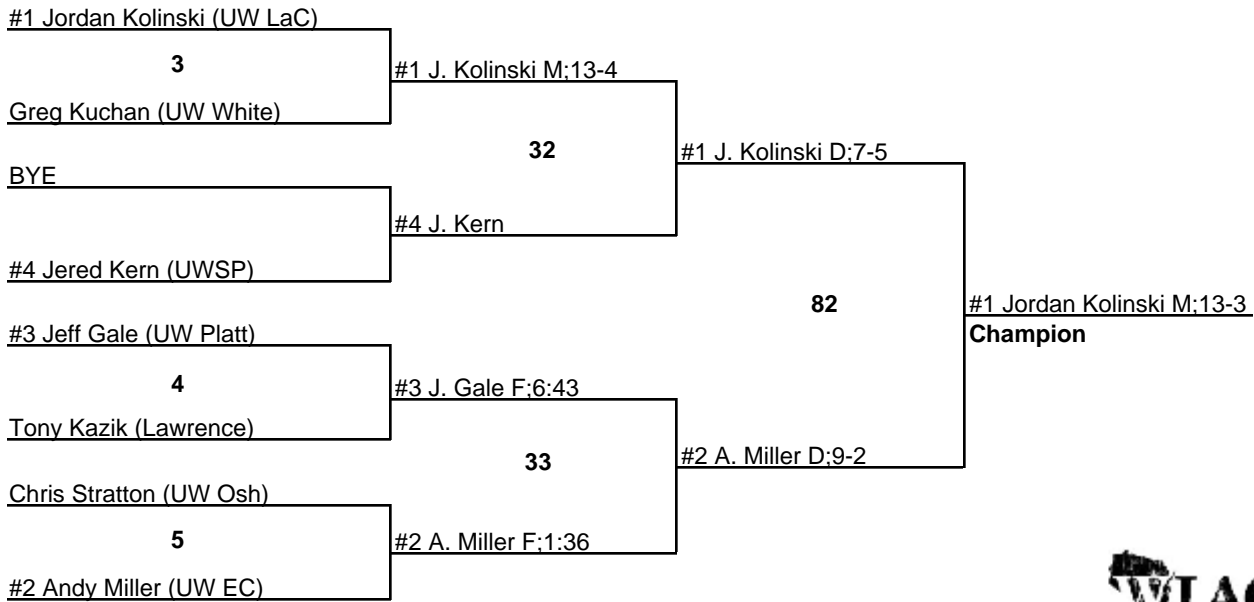 #1 Jordan Kolinski (UW LaC)
3
#1 J. Kolinski M;13-4
Greg Kuchan (UW White)
32
#1 J. Kolinski D;7-5
BYE
#4 J. Kern
#4 Jered Kern (UWSP)
82
#1 Jordan Kolinski M;13-3
Champion
#3 Jeff Gale (UW Platt)
4
#3 J. Gale F;6:43
Tony Kazik (Lawrence)
33
#2 A. Miller D;9-2
Chris Stratton (UW Osh)
5
#2 A. Miller F;1:36
#2 Andy Miller (UW EC)